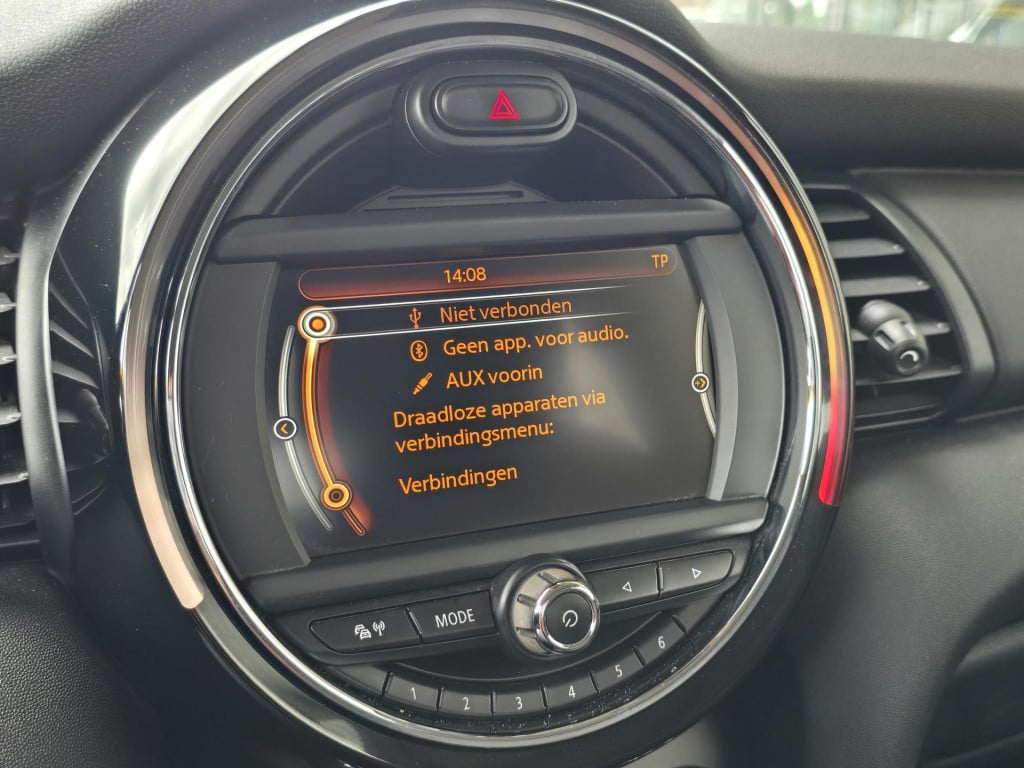 14:08 TP
Niet verbonden
Geen app. voor audio.
AUX voorin
Draadloze apparaten via
verbindingsmenu:
Verbindingen
MODE
1 2 3 4 5 6